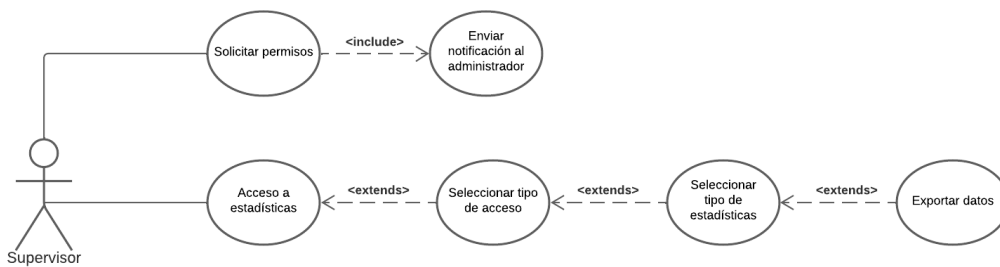 Solicitar permisos
<include>
Enviar
notificación al
administrador
Supervisor
Acceso a
estadísticas
<extends>
Seleccionar tipo
de acceso
<extends>
Seleccionar
tipo de
estadísticas
<extends>
Exportar datos